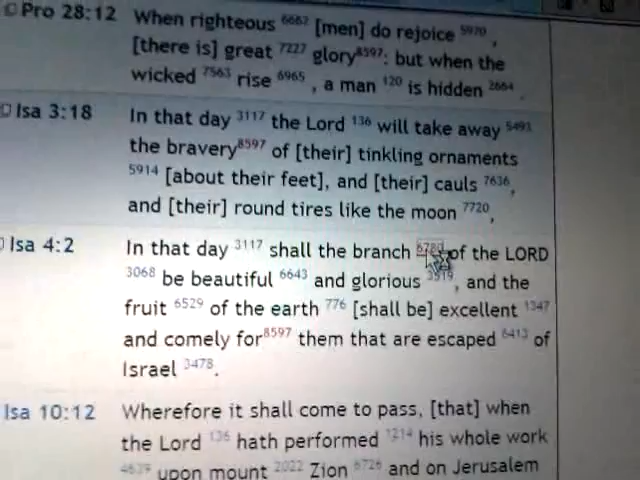 Pro 28:12 When righteous 6662 [men] do rejoice 5970 ,
[there is] great 7227 glory8597: but when the
wicked 7563 rise 6965 , a man 120 is hidden 2664 .
Isa 3:18 In that day 3117 the Lord 136 will take away 5493
the bravery8597 of [their] tinkling ornaments
5914 [about their feet], and [their] cauls 7636,
and [their] round tires like the moon 7720,
Isa 4:2 In that day 3117 shall the branch 6780 of the LORD
3068 be beautiful 6643 and glorious 3519, and the
fruit 6529 of the earth 776 [shall be] excellent 1347
and comely for8597 them that are escaped 6413 of
Israel 3478.
Isa 10:12 Wherefore it shall come to pass, [that] when
the Lord 136 hath performed 1214 his whole work
4639 upon mount 2022 Zion 6726 and on Jerusalem